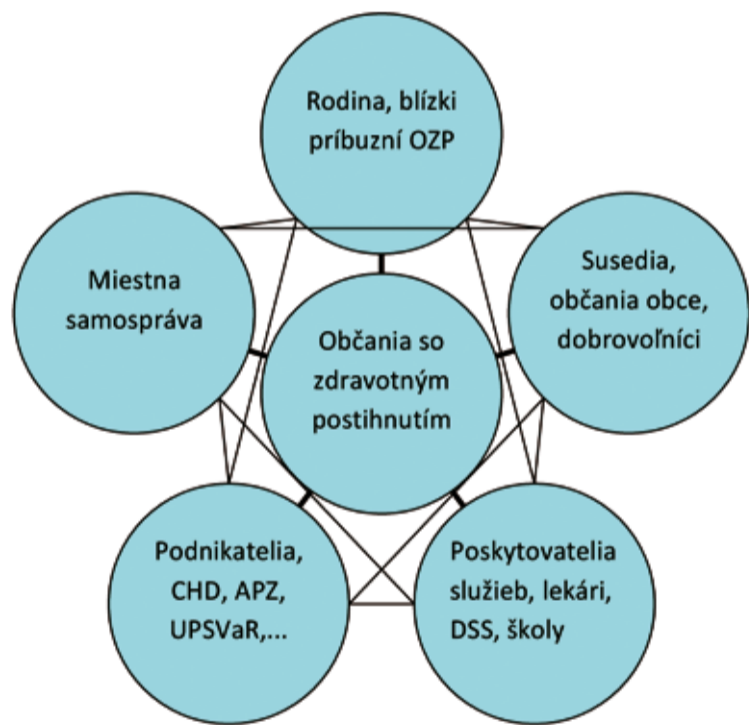 Rodina, blízki
príbuzní OZP
Miestna
samospráva
Susedia,
občania obce,
dobrovoľníci
Občania so
zdravotným
postihnutím
Podnikatelia,
CHD, APZ,
UPSVaR,...
Poskytovatelia
služieb, lekári,
DSS, školy